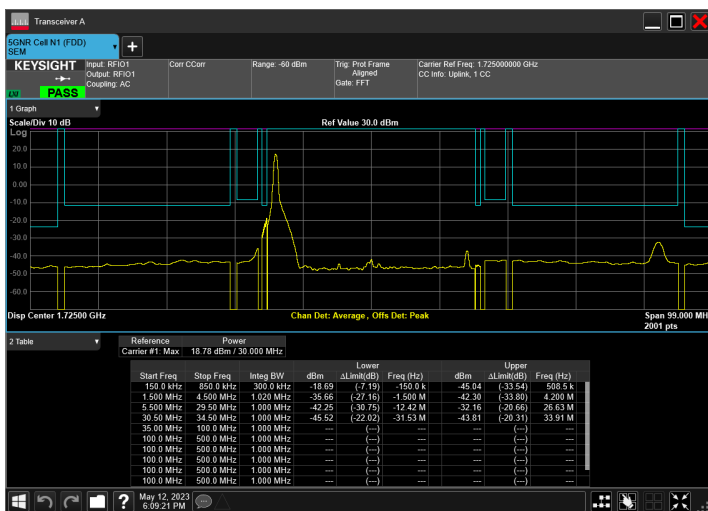 Transceiver A
5GNR Cell N1 (FDD)
SEM
KEYSIGHT
LXI
PASS
Input: RFIO1
Output: RFIO1
Coupling: AC
Corr CCorr
Range: -60 dBm
Trig: Prot Frame
Aligned
Gate: FFT
Carrier Ref Freq: 1.725000000 GHz
CC Info: Uplink, 1 CC
1 Graph
Scale/Div 10 dB
Ref Value 30.0 dBm
Log
20.0
10.0
0.00
-10.0
-20.0
-30.0
-40.0
-50.0
-60.0
Disp Center 1.72500 GHz
Chan Det: Average , Offs Det: Peak
Span 99.000 MH
2001 pts
2 Table
Reference Power
Carrier #1: Max 18.78 dBm / 30.000 MHz
Lower Upper
Start Freq Stop Freq Integ BW dBm ΔLimit(dB) Freq (Hz) dBm ΔLimit(dB) Freq (Hz)
150.0 kHz 850.0 kHz 300.0 kHz -18.69 (-7.19) -150.0 k -45.04 (-33.54) 508.5 k
1.500 MHz 4.500 MHz 1.020 MHz -35.66 (-27.16) -1.500 M -42.30 (-33.80) 4.200 M
5.500 MHz 29.50 MHz 1.000 MHz -42.25 (-30.75) -12.42 M -32.16 (-20.66) 26.63 M
30.50 MHz 34.50 MHz 1.000 MHz -45.52 (-22.02) -31.53 M -43.81 (-20.31) 33.91 M
35.00 MHz 100.0 MHz 1.000 MHz --- (---) --- --- (---) ---
100.0 MHz 500.0 MHz 1.000 MHz --- (---) --- --- (---) ---
100.0 MHz 500.0 MHz 1.000 MHz --- (---) --- --- (---) ---
100.0 MHz 500.0 MHz 1.000 MHz --- (---) --- --- (---) ---
100.0 MHz 500.0 MHz 1.000 MHz --- (---) --- --- (---) ---
100.0 MHz 500.0 MHz 1.000 MHz --- (---) --- --- (---) ---
May 12, 2023
6:09:21 PM